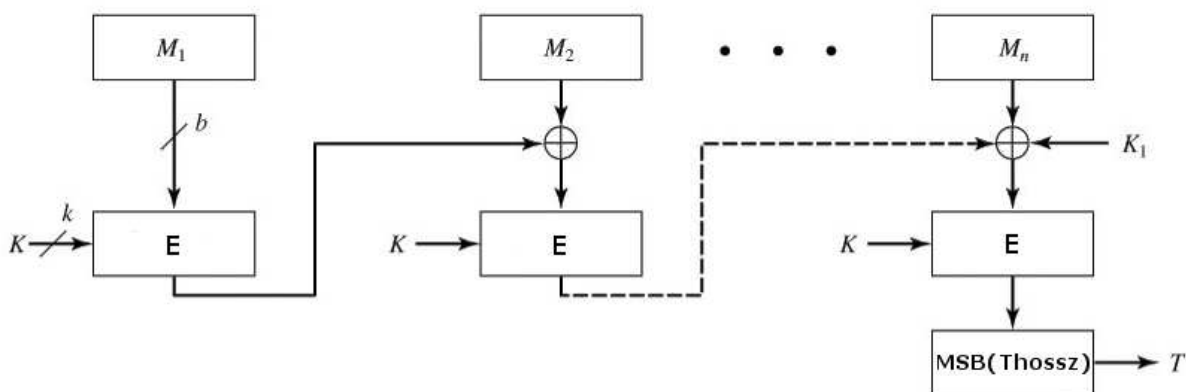 M1 M2 Mn
b
K1
k
K E K E K E
MSB(Thossz) T